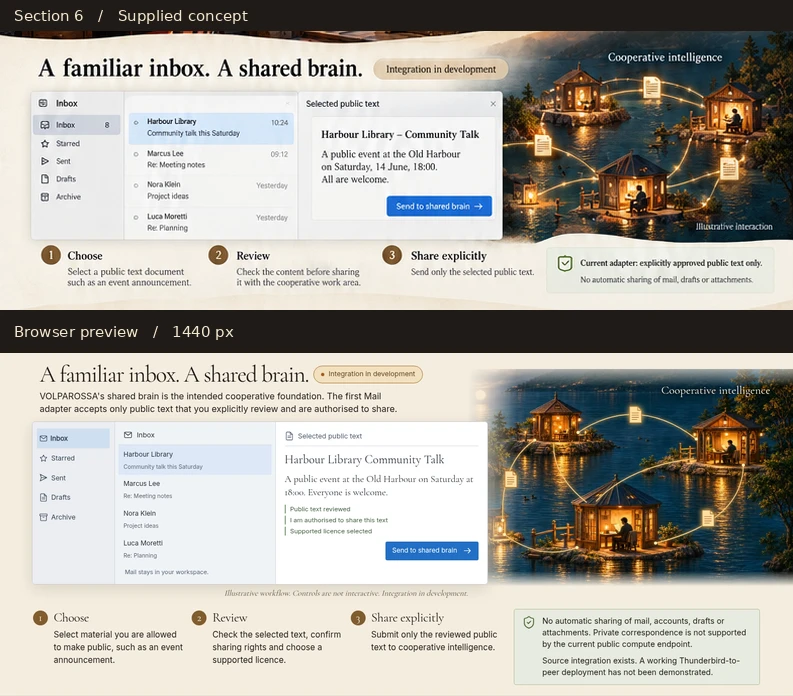 Section 6 / Supplied concept
A familiar inbox. A shared brain.
Integration in development
Cooperative intelligence
Inbox
Inbox 8
Starred
Sent
Drafts
Archive
Harbour Library 10:24
Community talk this Saturday
Marcus Lee 09:12
Re: Meeting notes
Nora Klein Yesterday
Project ideas
Luca Moretti Yesterday
Re: Planning
Selected public text
Harbour Library – Community Talk
A public event at the Old Harbour
on Saturday, 14 June, 18:00.
All are welcome.
Send to shared brain →
Illustrative interaction
1 Choose
Select a public text document
such as an event announcement.
2 Review
Check the content before sharing
it with the cooperative work area.
3 Share explicitly
Send only the selected public text.
Current adapter: explicitly approved public text only.
No automatic sharing of mail, drafts or attachments.
Browser preview / 1440 px
A familiar inbox. A shared brain.
Integration in development
VOLPAROSSA's shared brain is the intended cooperative foundation. The first Mail
adapter accepts only public text that you explicitly review and are authorised to share.
Cooperative intelligence
Inbox
Starred
Sent
Drafts
Archive
Inbox
Harbour Library
Community talk this Saturday
Marcus Lee
Re: Meeting notes
Nora Klein
Project ideas
Luca Moretti
Re: Planning
Mail stays in your workspace.
Selected public text
Harbour Library Community Talk
A public event at the Old Harbour on Saturday at
18:00. Everyone is welcome.
Public text reviewed
I am authorised to share this text
Supported licence selected
Send to shared brain →
Illustrative workflow. Controls are not interactive. Integration in development.
1 Choose
Select material you are allowed
to make public, such as an event
announcement.
2 Review
Check the selected text, confirm
sharing rights and choose a
supported licence.
3 Share explicitly
Submit only the reviewed public
text to cooperative intelligence.
No automatic sharing of mail, accounts, drafts or
attachments. Private correspondence is not supported
by the current public compute endpoint.
Source integration exists. A working Thunderbird-to-
peer deployment has not been demonstrated.